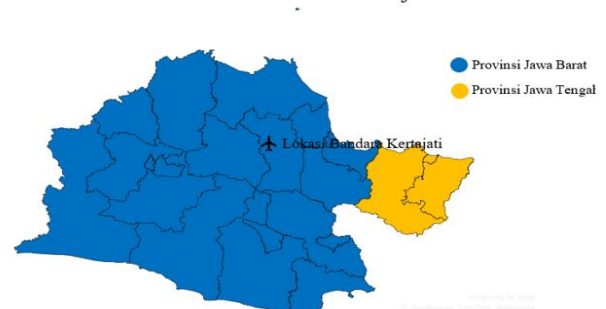 Provinsi Jawa Barat
Provinsi Jawa Tengah
Lokasi Bandara Kertajati
Powered by Bing